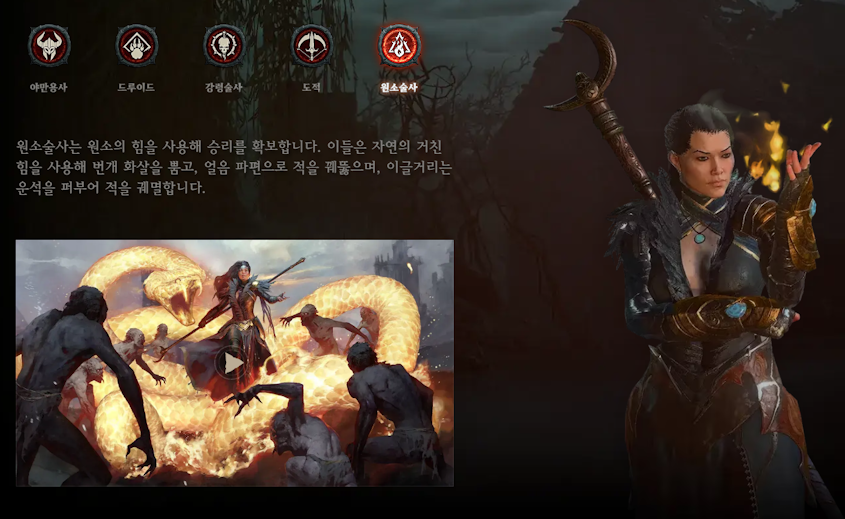 야만용사 드루이드 강령술사 도적 원소술사
원소술사는 원소의 힘을 사용해 승리를 확보합니다. 이들은 자연의 거친
힘을 사용해 번개 화살을 뿜고, 얼음 파편으로 적을 꿰뚫으며, 이글거리는
운석을 퍼부어 적을 궤멸합니다.